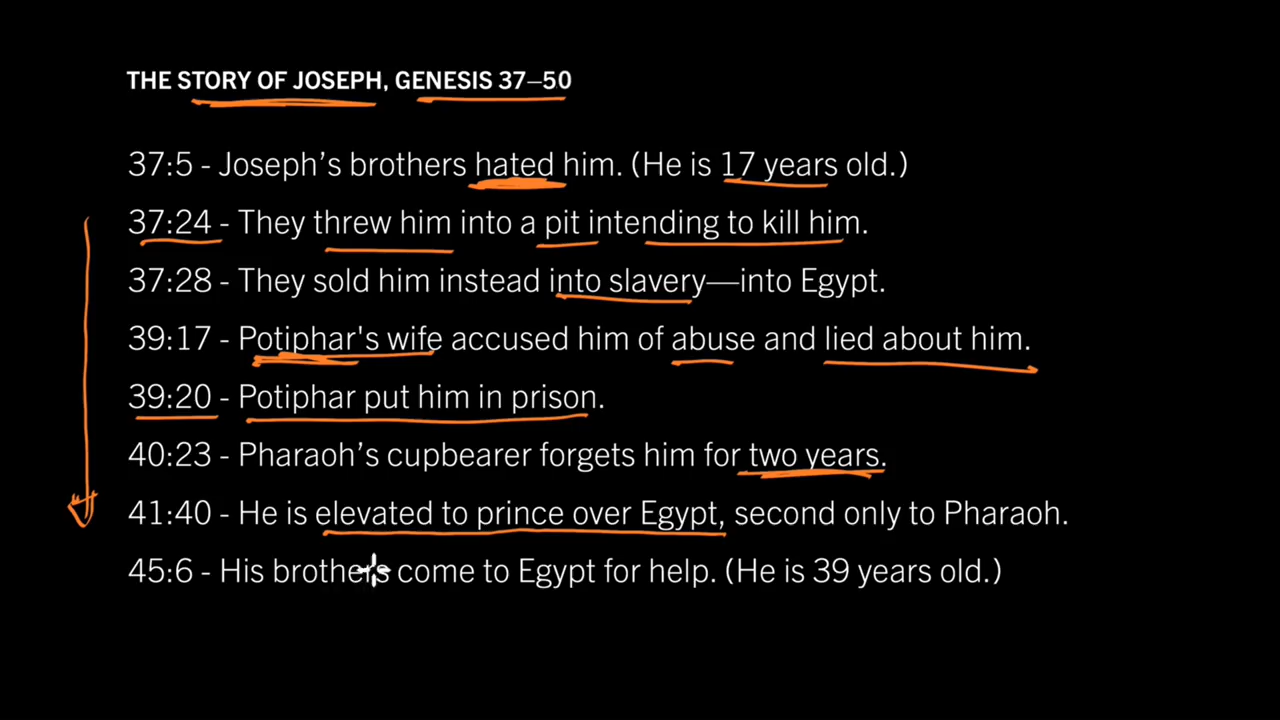 THE STORY OF JOSEPH, GENESIS 37–50
37:5 - Joseph’s brothers hated him. (He is 17 years old.)
37:24 - They threw him into a pit intending to kill him.
37:28 - They sold him instead into slavery—into Egypt.
39:17 - Potiphar's wife accused him of abuse and lied about him.
39:20 - Potiphar put him in prison.
40:23 - Pharaoh’s cupbearer forgets him for two years.
41:40 - He is elevated to prince over Egypt, second only to Pharaoh.
45:6 - His brothers come to Egypt for help. (He is 39 years old.)